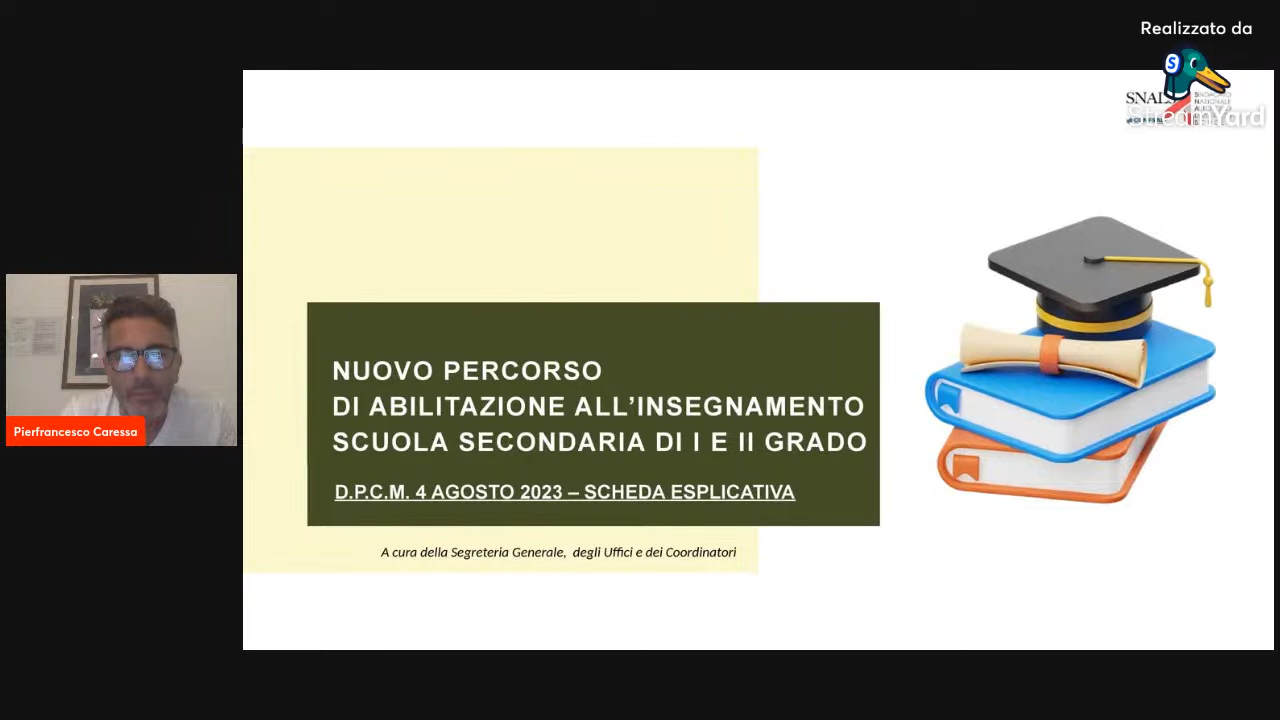 Realizzato da
StreamYard
NUOVO PERCORSO
DI ABILITAZIONE ALL’INSEGNAMENTO
SCUOLA SECONDARIA DI I E II GRADO
D.P.C.M. 4 AGOSTO 2023 – SCHEDA ESPLICATIVA
A cura della Segreteria Generale, degli Uffici e dei Coordinatori
Pierfrancesco Caressa